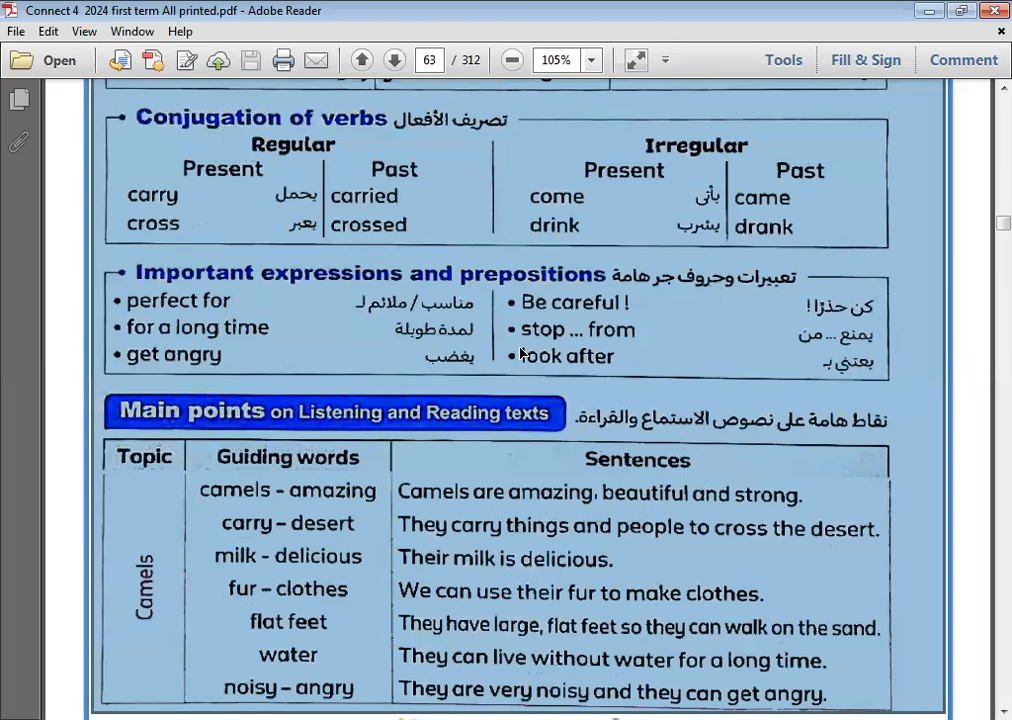 Connect 4 2024 first term All printed.pdf - Adobe Reader
File Edit View Window Help
Open 63 / 312 105% Tools Fill & Sign Comment
Conjugation of verbs تصريف الأفعال
Regular Irregular
Present Past Present Past
carry يحمل carried come يأتى came
cross يعبر crossed drink يشرب drank
Important expressions and prepositions تعبيرات وحروف جر هامة
• perfect for مناسب / ملائم لـ • Be careful ! كن حذرًا !
• for a long time لمدة طويلة • stop ... from يمنع ... من
• get angry يغضب • look after يعتني بـ
Main points on Listening and Reading texts نقاط هامة على نصوص الاستماع والقراءة.
Topic Guiding words Sentences
Camels
camels - amazing Camels are amazing, beautiful and strong.
carry – desert They carry things and people to cross the desert.
milk - delicious Their milk is delicious.
fur – clothes We can use their fur to make clothes.
flat feet They have large, flat feet so they can walk on the sand.
water They can live without water for a long time.
noisy – angry They are very noisy and they can get angry.